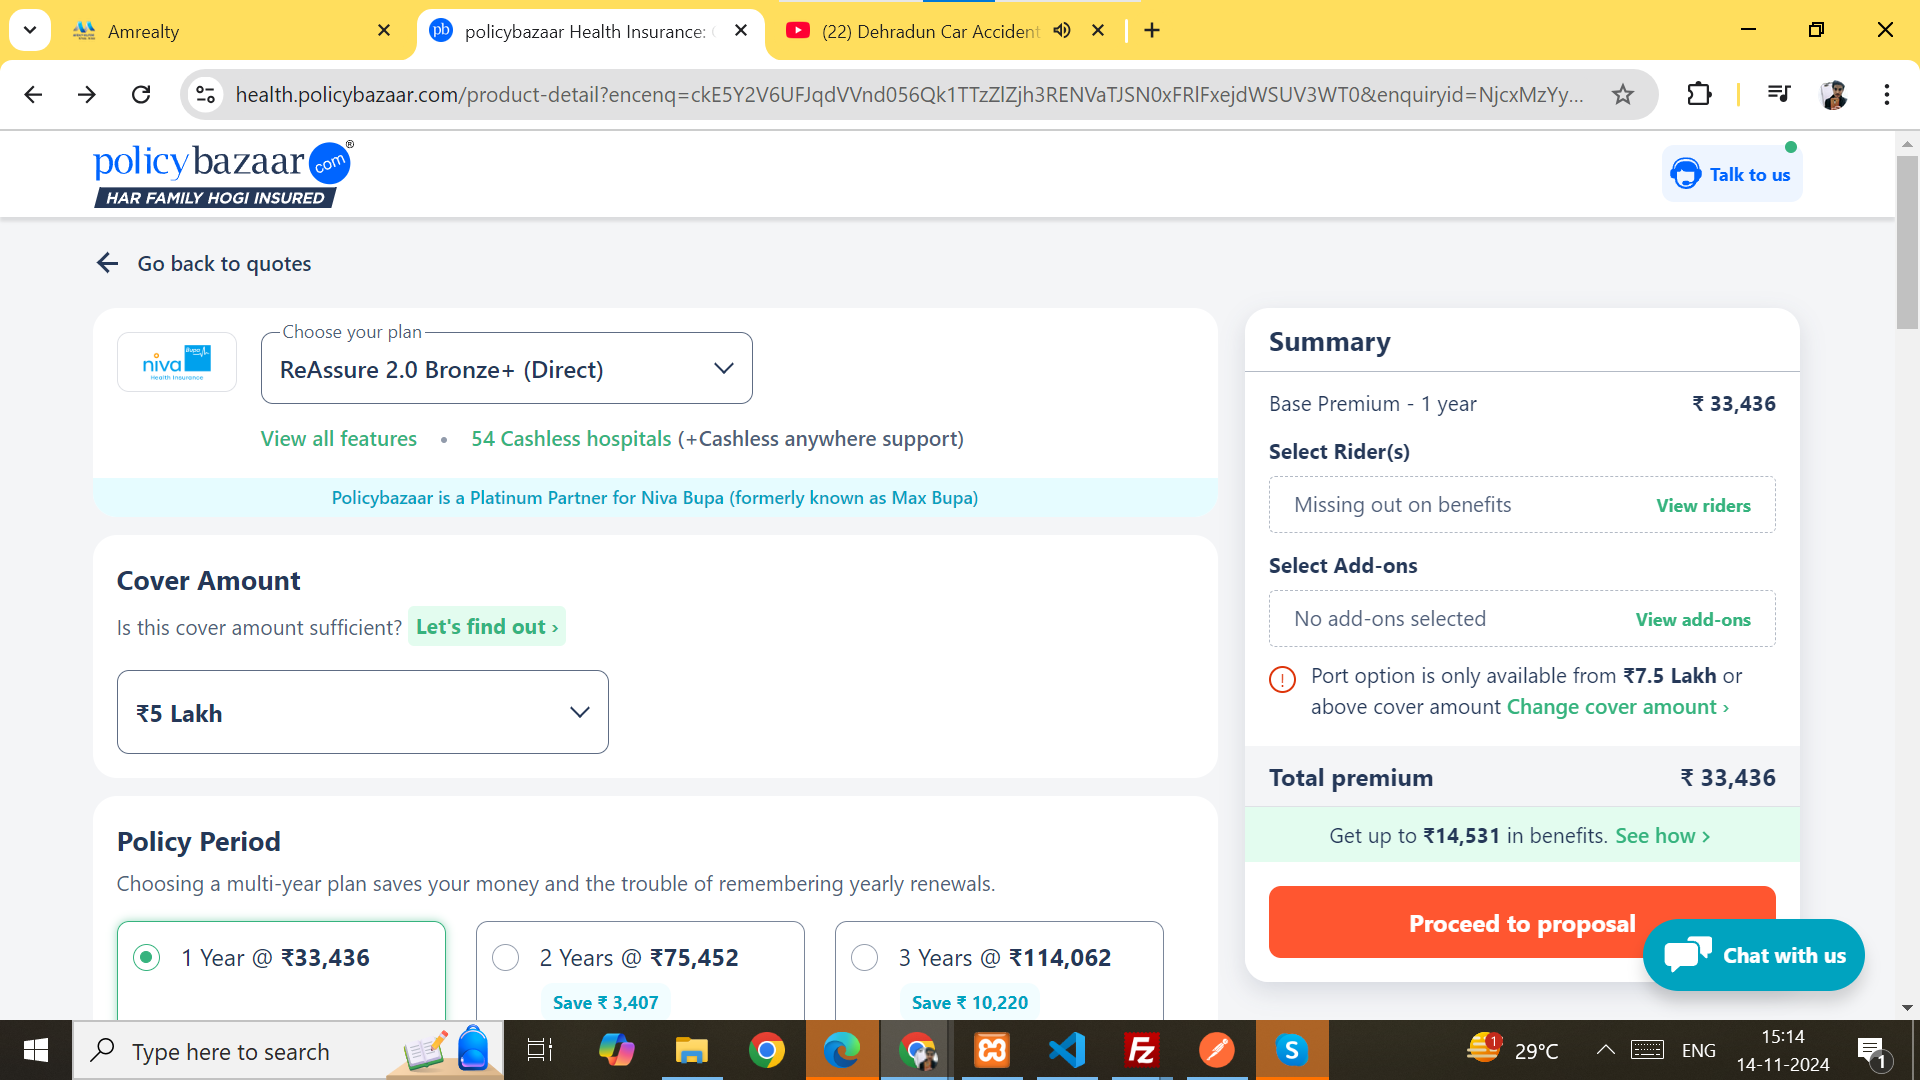 Amrealty
policybazaar Health Insurance:
(22) Dehradun Car Accident
health.policybazaar.com/product-detail?encenq=ckE5Y2V6UFJqdVVnd056Qk1TTzZlZjh3RENVaTJSN0xFRlFxejdWSUV3WT0&enquiryid=NjcxMzYy...
policybazaar.com®
HAR FAMILY HOGI INSURED
Talk to us
Go back to quotes
niva Bupa
Health Insurance
Choose your plan
ReAssure 2.0 Bronze+ (Direct)
View all features • 54 Cashless hospitals (+Cashless anywhere support)
Policybazaar is a Platinum Partner for Niva Bupa (formerly known as Max Bupa)
Cover Amount
Is this cover amount sufficient? Let's find out ›
₹5 Lakh
Policy Period
Choosing a multi-year plan saves your money and the trouble of remembering yearly renewals.
1 Year @ ₹33,436
2 Years @ ₹75,452
Save ₹ 3,407
3 Years @ ₹114,062
Save ₹ 10,220
Summary
Base Premium - 1 year ₹ 33,436
Select Rider(s)
Missing out on benefits View riders
Select Add-ons
No add-ons selected View add-ons
Port option is only available from ₹7.5 Lakh or
above cover amount Change cover amount ›
Total premium ₹ 33,436
Get up to ₹14,531 in benefits. See how ›
Proceed to proposal
Chat with us
Type here to search
1
29°C
ENG
15:14
14-11-2024
1